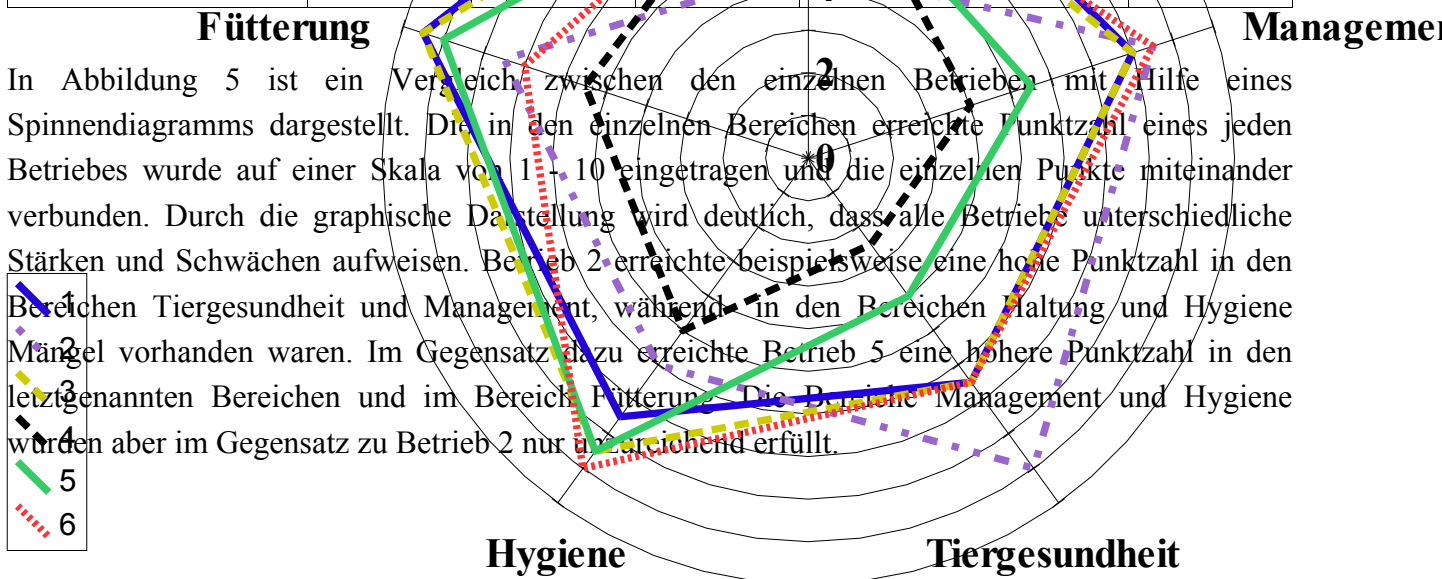 Fütterung
Managemen
In Abbildung 5 ist ein Vergleich zwischen den einzelnen Betrieben mit Hilfe eines
Spinnendiagramms dargestellt. Die in den einzelnen Bereichen erreichte Punktzahl eines jeden
Betriebes wurde auf einer Skala von 1 - 10 eingetragen und die einzelnen Punkte miteinander
verbunden. Durch die graphische Darstellung wird deutlich, dass alle Betriebe unterschiedliche
Stärken und Schwächen aufweisen. Betrieb 2 erreichte beispielsweise eine hohe Punktzahl in den
Bereichen Tiergesundheit und Management, während in den Bereichen Haltung und Hygiene
Mängel vorhanden waren. Im Gegensatz dazu erreichte Betrieb 5 eine höhere Punktzahl in den
letztgenannten Bereichen und im Bereich Fütterung. Die Bereiche Management und Hygiene
wurden aber im Gegensatz zu Betrieb 2 nur unzureichend erfüllt.
2
0
1
2
3
4
5
6
Hygiene
Tiergesundheit